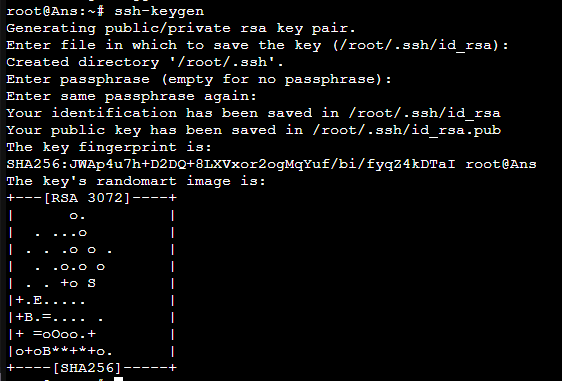 root@Ans:~# ssh-keygen
Generating public/private rsa key pair.
Enter file in which to save the key (/root/.ssh/id_rsa):
Created directory '/root/.ssh'.
Enter passphrase (empty for no passphrase):
Enter same passphrase again:
Your identification has been saved in /root/.ssh/id_rsa
Your public key has been saved in /root/.ssh/id_rsa.pub
The key fingerprint is:
SHA256:JWAp4u7h+D2DQ+8LXVxor2ogMqYuf/bi/fyqZ4kDTaI root@Ans
The key's randomart image is:
+---[RSA 3072]----+
|       o.        |
|   . ...o        |
| . . .o o .      |
|  . .o.o o       |
| . . +o S        |
|+.E.....         |
|+B.=.... .       |
|+ =oOoo.+        |
|o+oB**+*+o.      |
+----[SHA256]-----+